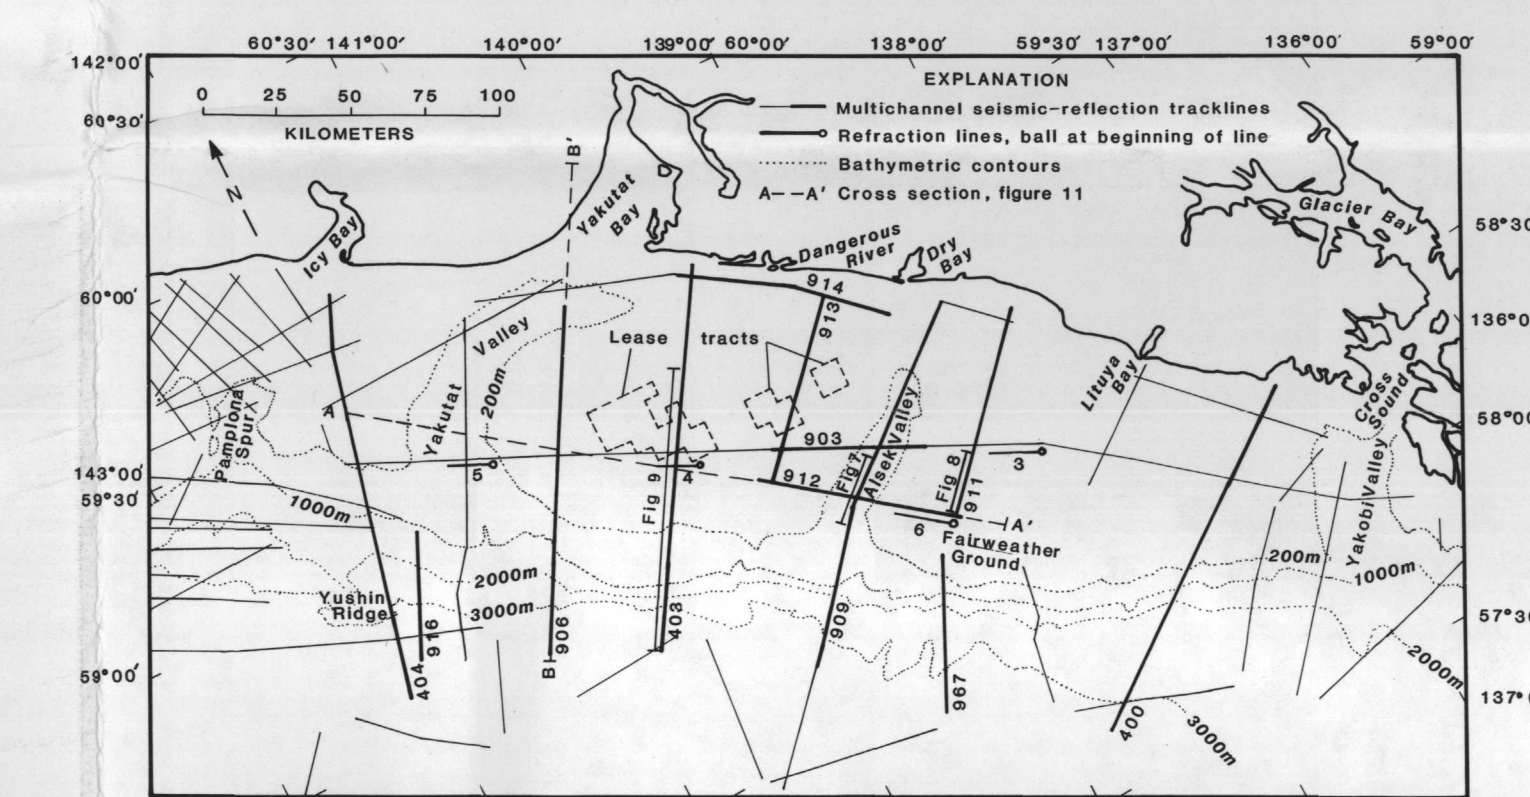 60°30′ 141°00′ 140°00′ 139°00′ 60°00′ 138°00′ 59°30′ 137°00′ 136°00′ 59°00′
142°00′
EXPLANATION
0 25 50 75 100
KILOMETERS
Multichannel seismic-reflection tracklines
Refraction lines, ball at beginning of line
Bathymetric contours
A- -A′ Cross section, figure 11
60°30′
N
B′
Icy Bay
Yakutat
Bay
Dangerous
River
Dry
Bay
Glacier Bay
58°30
60°00′
914
913
136°0
Lease tracts
Yakutat Valley
200m
Lituya
Bay
Cross
Sound
58°00
Pamplona
Spur
A
903
143°00′
59°30′
5
4
912
Fig 7
Alsek Valley
Fig 8
911
3
Fig 9
1000m
6
A′
Fairweather
Ground
Yakobi Valley
200m
1000m
2000m
3000m
Yushin
Ridge
57°30
59°00′
404
916
B
906
403
909
967
400
2000m
3000m
137°0